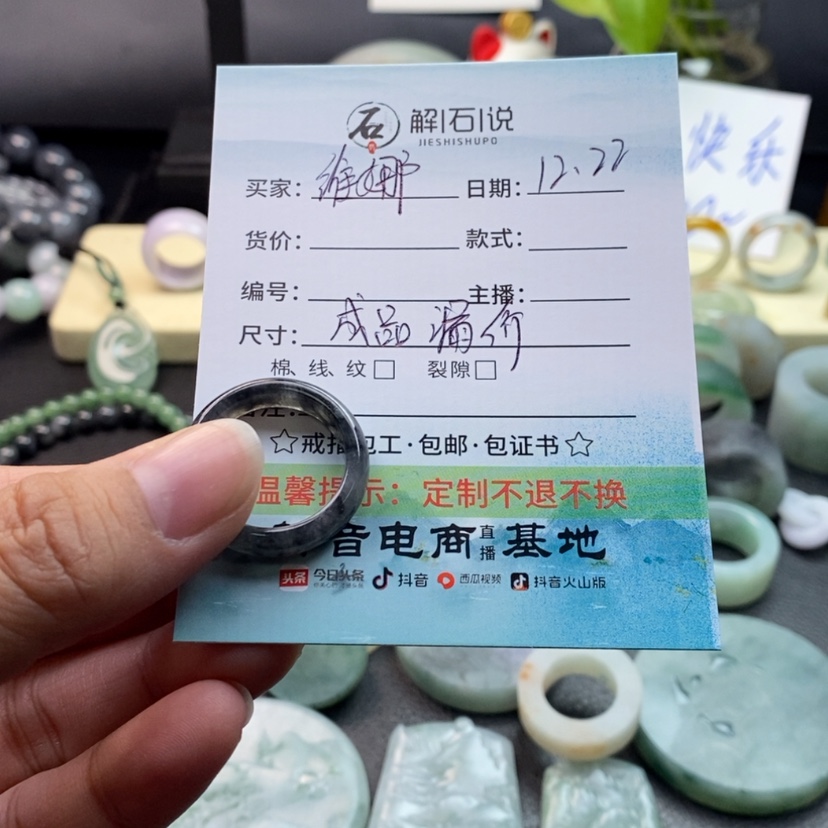 石 解|石|说
JIESHISHUPO
买家：维娜 日期：12.22
货价： 款式：
编号： 主播：
尺寸：成品 漏价
棉、线、纹□ 裂隙□
☆戒指包工·包邮·包证书☆
温馨提示：定制不退不换
音电商直播基地
头条 今日头条 抖音 西瓜视频 抖音火山版
快乐